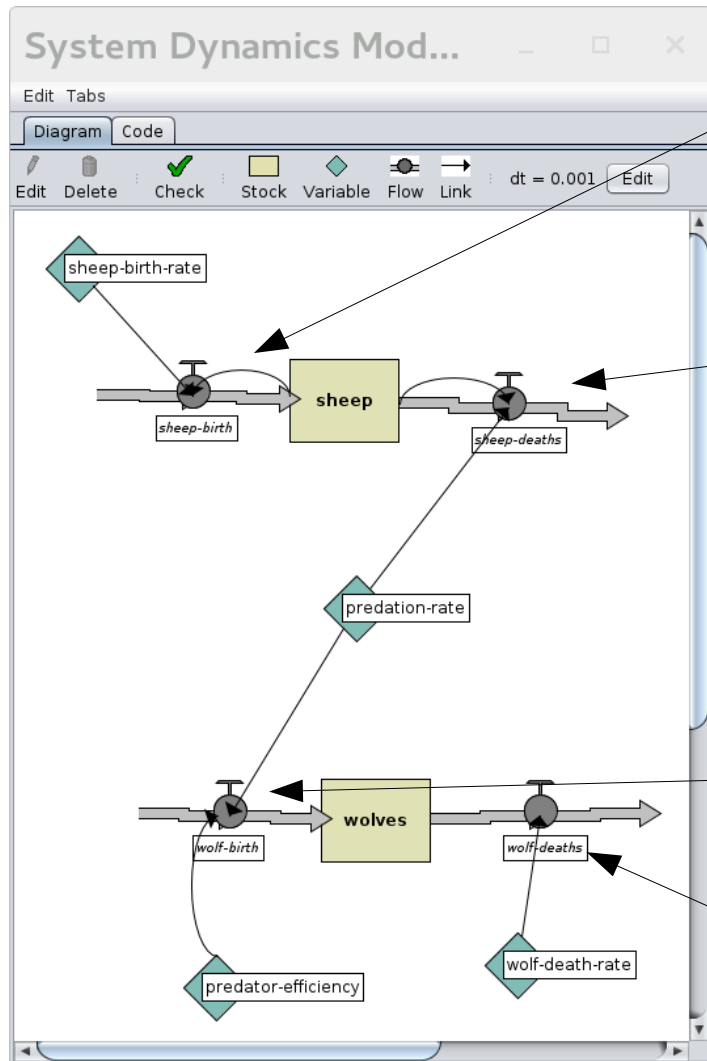 System Dynamics Mod...
Edit Tabs
Diagram Code
Edit Delete Check Stock Variable Flow Link dt = 0.001 Edit
sheep-birth-rate
sheep
sheep-birth
sheep-deaths
predation-rate
wolves
wolf-birth
wolf-deaths
wolf-death-rate
predator-efficiency